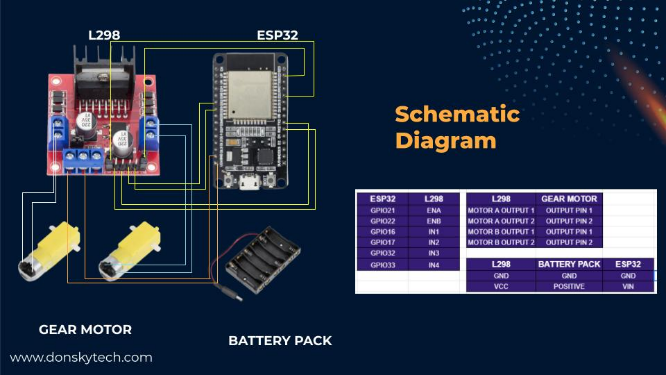 L298
ESP32
Schematic
Diagram
ESP32 L298
GPIO21 ENA
GPIO22 ENB
GPIO16 IN1
GPIO17 IN2
GPIO32 IN3
GPIO33 IN4
L298 GEAR MOTOR
MOTOR A OUTPUT 1 OUTPUT PIN 1
MOTOR A OUTPUT 2 OUTPUT PIN 2
MOTOR B OUTPUT 1 OUTPUT PIN 1
MOTOR B OUTPUT 2 OUTPUT PIN 2
L298 BATTERY PACK ESP32
GND GND GND
VCC POSITIVE VIN
GEAR MOTOR
BATTERY PACK
www.donskytech.com